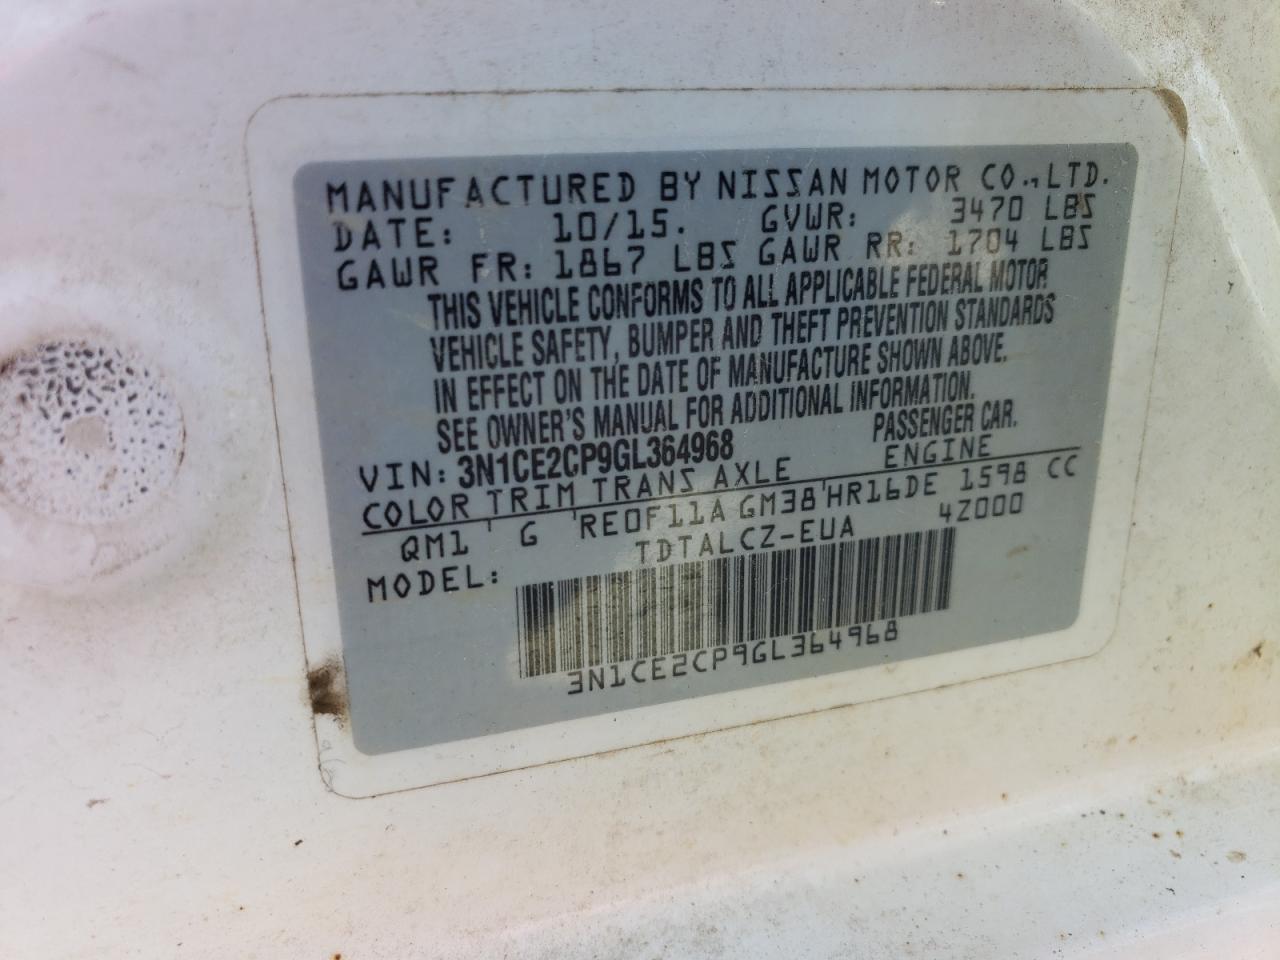 MANUFACTURED BY NISSAN MOTOR CO.,LTD.
DATE: 10/15. GVWR: 3470 LBS
GAWR FR: 1867 LBS GAWR RR: 1704 LBS
THIS VEHICLE CONFORMS TO ALL APPLICABLE FEDERAL MOTOR
VEHICLE SAFETY, BUMPER AND THEFT PREVENTION STANDARDS
IN EFFECT ON THE DATE OF MANUFACTURE SHOWN ABOVE.
SEE OWNER'S MANUAL FOR ADDITIONAL INFORMATION.
VIN: 3N1CE2CP9GL364968 PASSENGER CAR.
COLOR TRIM TRANS AXLE ENGINE
QM1 G RE0F11A GM38 HR16DE 1598 CC
MODEL: TDTALCZ-EUA 4Z000
3N1CE2CP9GL364968